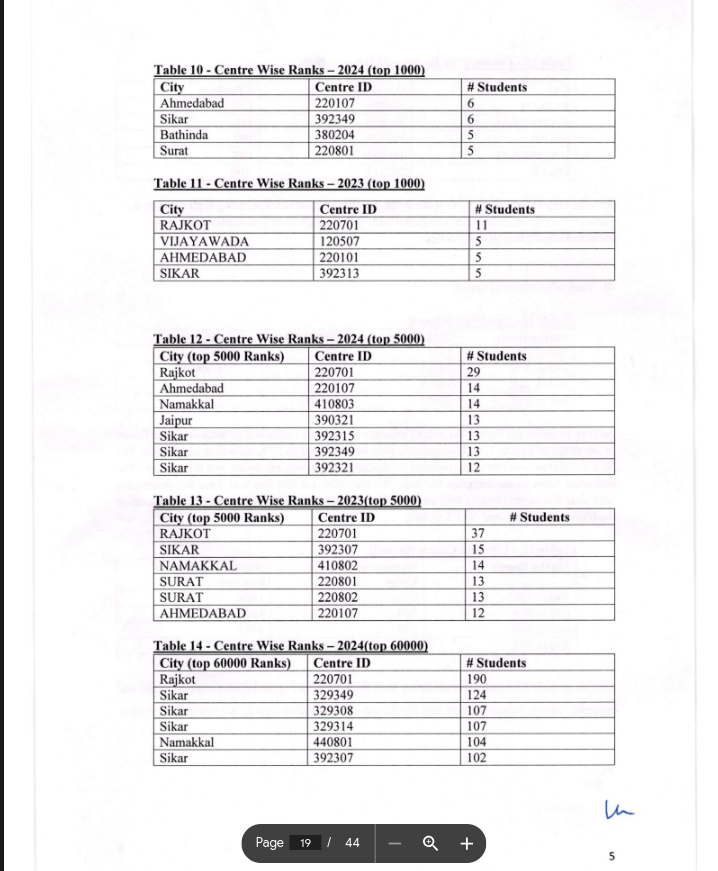 Table 10 - Centre Wise Ranks – 2024 (top 1000)
City Centre ID # Students
Ahmedabad 220107 6
Sikar 392349 6
Bathinda 380204 5
Surat 220801 5
Table 11 - Centre Wise Ranks – 2023 (top 1000)
City Centre ID # Students
RAJKOT 220701 11
VIJAYAWADA 120507 5
AHMEDABAD 220101 5
SIKAR 392313 5
Table 12 - Centre Wise Ranks – 2024 (top 5000)
City (top 5000 Ranks) Centre ID # Students
Rajkot 220701 29
Ahmedabad 220107 14
Namakkal 410803 14
Jaipur 390321 13
Sikar 392315 13
Sikar 392349 13
Sikar 392321 12
Table 13 - Centre Wise Ranks – 2023(top 5000)
City (top 5000 Ranks) Centre ID # Students
RAJKOT 220701 37
SIKAR 392307 15
NAMAKKAL 410802 14
SURAT 220801 13
SURAT 220802 13
AHMEDABAD 220107 12
Table 14 - Centre Wise Ranks – 2024(top 60000)
City (top 60000 Ranks) Centre ID # Students
Rajkot 220701 190
Sikar 329349 124
Sikar 329308 107
Sikar 329314 107
Namakkal 440801 104
Sikar 392307 102
Page 19 / 44
5